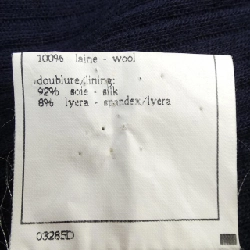 100% laine - wool
doublure/lining:
92% soie - silk
8% lycra - spandex/lycra
03285D